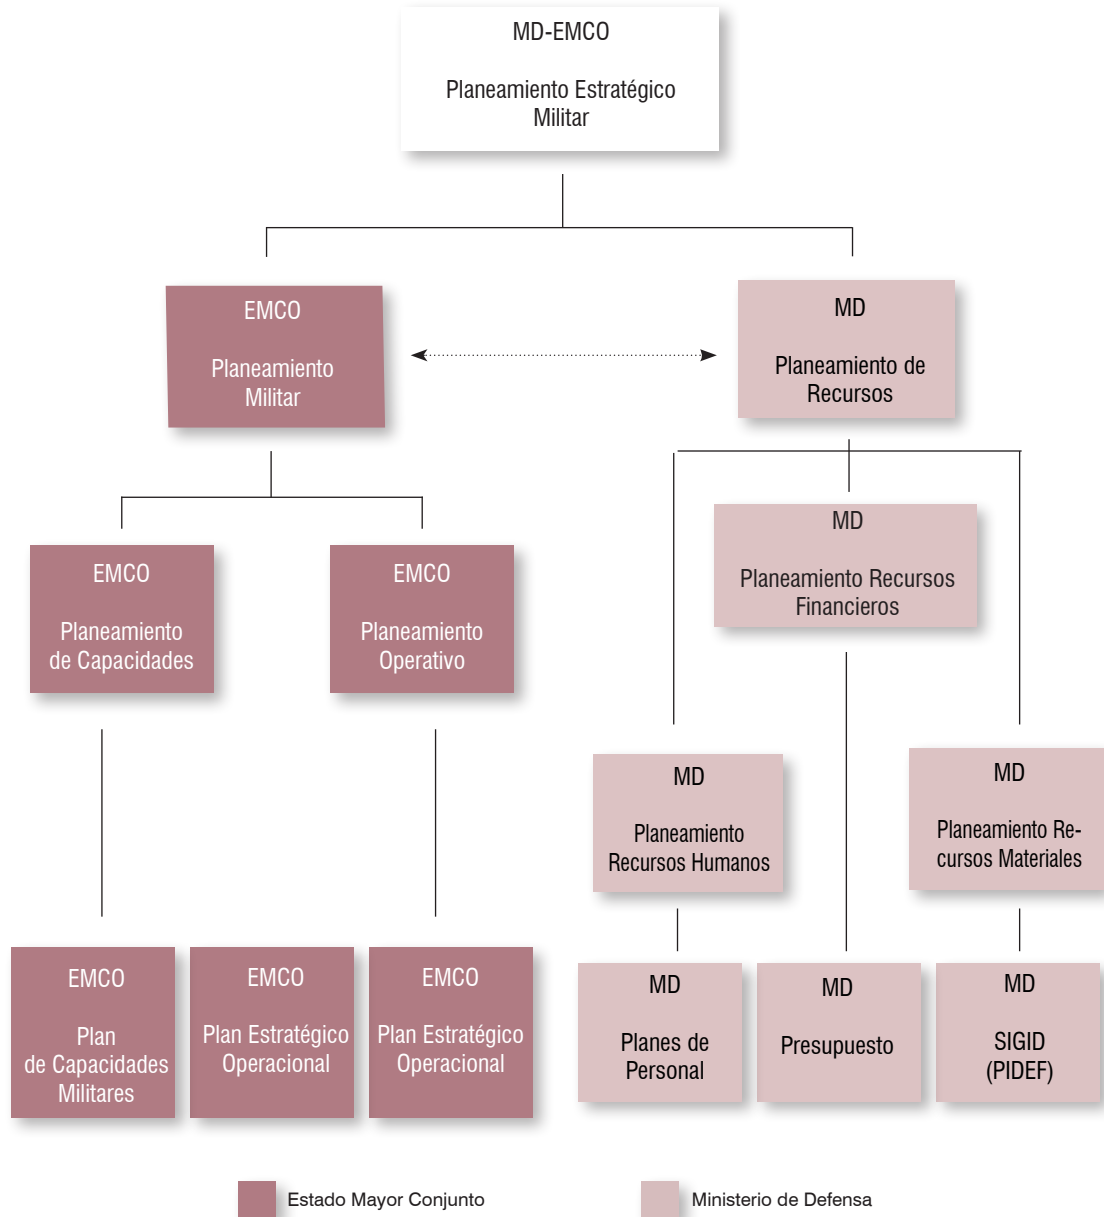 MD-EMCO
Planeamiento Estratégico
Militar
EMCO
Planeamiento
Militar
MD
Planeamiento de
Recursos
MD
Planeamiento Recursos
Financieros
EMCO
Planeamiento
de Capacidades
EMCO
Planeamiento
Operativo
MD
Planeamiento
Recursos Humanos
MD
Planeamiento Re-
cursos Materiales
EMCO
Plan
de Capacidades
Militares
EMCO
Plan Estratégico
Operacional
EMCO
Plan Estratégico
Operacional
MD
Planes de
Personal
MD
Presupuesto
MD
SIGID
(PIDEF)
Estado Mayor Conjunto
Ministerio de Defensa